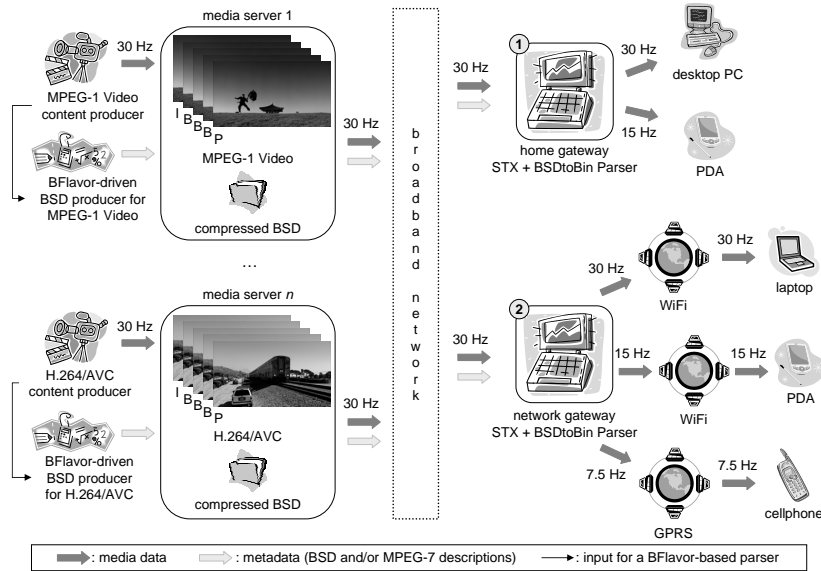 media server 1
30 Hz
MPEG-1 Video
content producer
I B B B P
MPEG-1 Video
compressed BSD
BFlavor-driven
BSD producer for
MPEG-1 Video
30 Hz
...
media server n
30 Hz
H.264/AVC
content producer
I B B B P
H.264/AVC
compressed BSD
BFlavor-driven
BSD producer
for H.264/AVC
30 Hz
broadband network
30 Hz
1
home gateway
STX + BSDtoBin Parser
30 Hz
desktop PC
15 Hz
PDA
30 Hz
2
network gateway
STX + BSDtoBin Parser
30 Hz
WiFi
30 Hz
laptop
15 Hz
WiFi
15 Hz
PDA
7.5 Hz
GPRS
7.5 Hz
cellphone
: media data
: metadata (BSD and/or MPEG-7 descriptions)
: input for a BFlavor-based parser